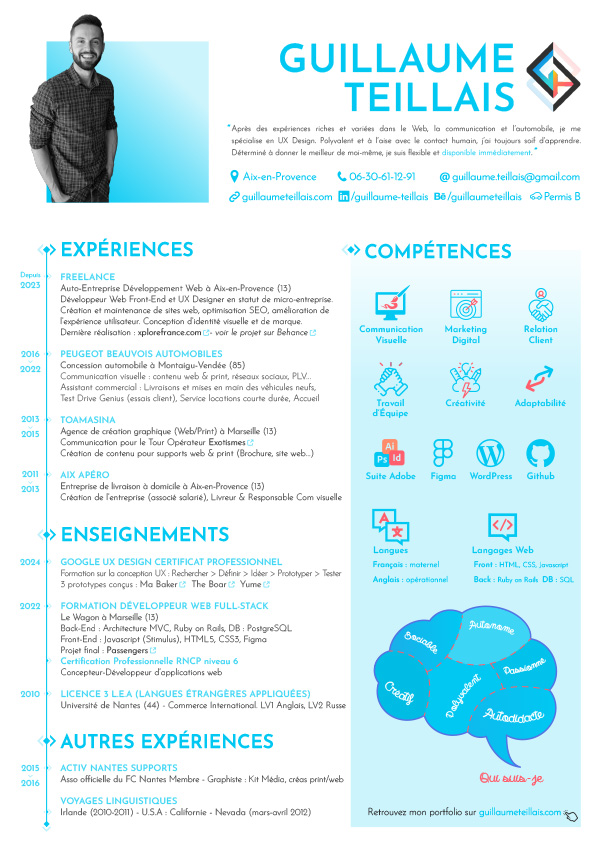 GUILLAUME
TEILLAIS
"Après des expériences riches et variées dans le Web, la communication et l'automobile, je me
spécialise en UX Design. Polyvalent et à l'aise avec le contact humain, j'ai toujours soif d'apprendre.
Déterminé à donner le meilleur de moi-même, je suis flexible et disponible immédiatement."
Aix-en-Provence 06-30-61-12-91 @ guillaume.teillais@gmail.com
guillaumeteillais.com in /guillaume-teillais Bē /guillaumeteillais Permis B
EXPÉRIENCES
Depuis
2023
FREELANCE
Auto-Entreprise Développement Web à Aix-en-Provence (13)
Développeur Web Front-End et UX Designer en statut de micro-entreprise.
Création et maintenance de sites web, optimisation SEO, amélioration de
l'expérience utilisateur. Conception d'identité visuelle et de marque.
Dernière réalisation : xplorefrance.com - voir le projet sur Behance
2016
2022
PEUGEOT BEAUVOIS AUTOMOBILES
Concession automobile à Montaigu-Vendée (85)
Communication visuelle : contenu web & print, réseaux sociaux, PLV...
Assistant commercial : Livraisons et mises en main des véhicules neufs,
Test Drive Genius (essais client), Service locations courte durée, Accueil
2013
2015
TOAMASINA
Agence de création graphique (Web/Print) à Marseille (13)
Communication pour le Tour Opérateur Exotismes
Création de contenu pour supports web & print (Brochure, site web...)
2011
2013
AIX APÉRO
Entreprise de livraison à domicile à Aix-en-Provence (13)
Création de l'entreprise (associé salarié), Livreur & Responsable Com visuelle
ENSEIGNEMENTS
2024
GOOGLE UX DESIGN CERTIFICAT PROFESSIONNEL
Formation sur la conception UX : Rechercher > Définir > Idéer > Prototyper > Tester
3 prototypes conçus : Ma Baker The Boar Yume
2022
FORMATION DÉVELOPPEUR WEB FULL-STACK
Le Wagon à Marseille (13)
Back-End : Architecture MVC, Ruby on Rails, DB : PostgreSQL
Front-End : Javascript (Stimulus), HTML5, CSS3, Figma
Projet final : Passengers
Certification Professionnelle RNCP niveau 6
Concepteur-Développeur d'applications web
2010
LICENCE 3 L.E.A (LANGUES ÉTRANGÈRES APPLIQUÉES)
Université de Nantes (44) - Commerce International. LV1 Anglais, LV2 Russe
AUTRES EXPÉRIENCES
2015
2016
ACTIV NANTES SUPPORTS
Asso officielle du FC Nantes Membre - Graphiste : Kit Média, créas print/web
VOYAGES LINGUISTIQUES
Irlande (2010-2011) - U.S.A : Californie - Nevada (mars-avril 2012)
COMPÉTENCES
Communication
Visuelle
Marketing
Digital
Relation
Client
Travail
d'Équipe
Créativité
Adaptabilité
Ai
Ps Id
Suite Adobe Figma WordPress Github
A
Langues
Français : maternel
Anglais : opérationnel
</>
Langages Web
Front : HTML, CSS, Javascript
Back : Ruby on Rails DB : SQL
Sociable
Autonome
Passionné
Créatif
Polyvalent
Autodidacte
Qui suis-je
Retrouvez mon portfolio sur guillaumeteillais.com